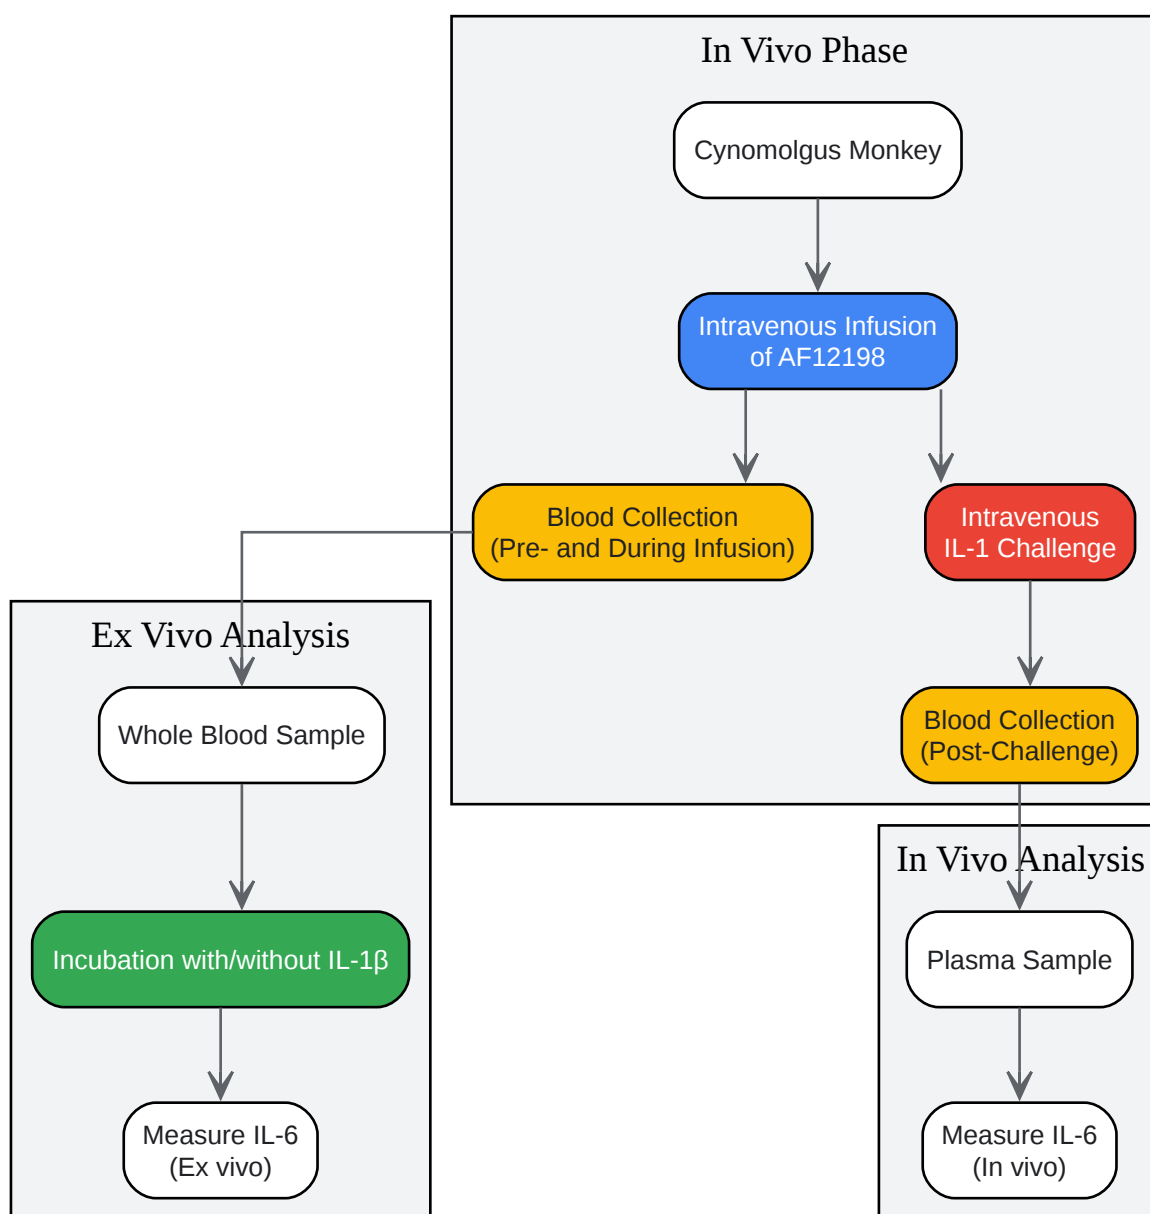 In Vivo Phase
Cynomolgus Monkey
Intravenous Infusion
of AF12198
Blood Collection
(Pre- and During Infusion)
Intravenous
IL-1 Challenge
Blood Collection
(Post-Challenge)
Ex Vivo Analysis
Whole Blood Sample
Incubation with/without IL-1β
Measure IL-6
(Ex vivo)
In Vivo Analysis
Plasma Sample
Measure IL-6
(In vivo)